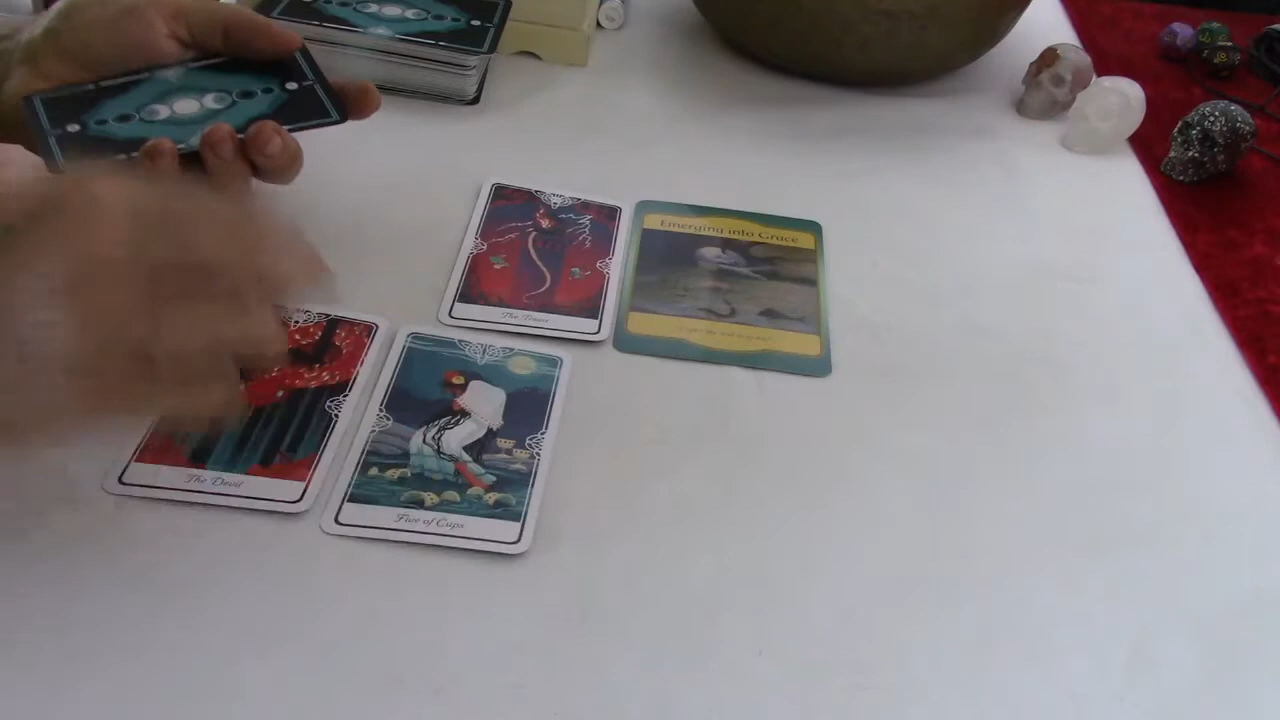 Emerging into Grace
The Tower
The Devil
Five of Cups